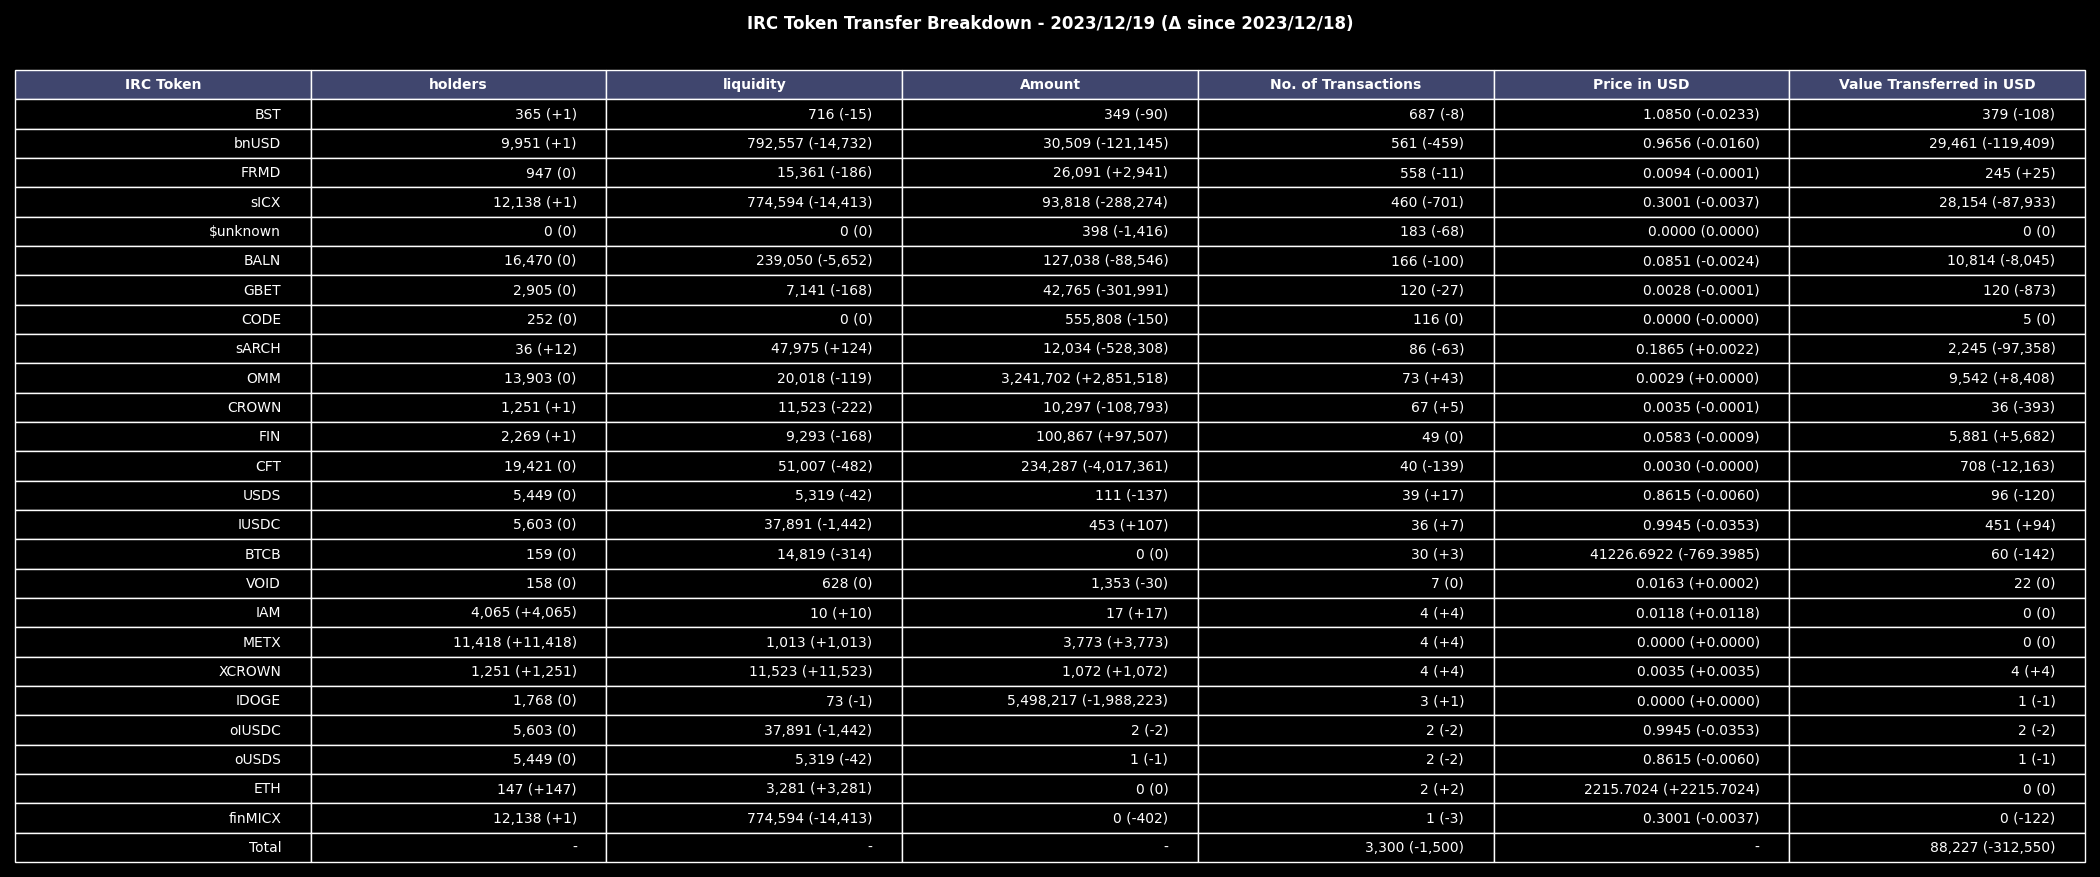 IRC Token Transfer Breakdown - 2023/12/19 (Δ since 2023/12/18)
IRC Token holders liquidity Amount No. of Transactions Price in USD Value Transferred in USD
BST 365 (+1) 716 (-15) 349 (-90) 687 (-8) 1.0850 (-0.0233) 379 (-108)
bnUSD 9,951 (+1) 792,557 (-14,732) 30,509 (-121,145) 561 (-459) 0.9656 (-0.0160) 29,461 (-119,409)
FRMD 947 (0) 15,361 (-186) 26,091 (+2,941) 558 (-11) 0.0094 (-0.0001) 245 (+25)
sICX 12,138 (+1) 774,594 (-14,413) 93,818 (-288,274) 460 (-701) 0.3001 (-0.0037) 28,154 (-87,933)
$unknown 0 (0) 0 (0) 398 (-1,416) 183 (-68) 0.0000 (0.0000) 0 (0)
BALN 16,470 (0) 239,050 (-5,652) 127,038 (-88,546) 166 (-100) 0.0851 (-0.0024) 10,814 (-8,045)
GBET 2,905 (0) 7,141 (-168) 42,765 (-301,991) 120 (-27) 0.0028 (-0.0001) 120 (-873)
CODE 252 (0) 0 (0) 555,808 (-150) 116 (0) 0.0000 (-0.0000) 5 (0)
sARCH 36 (+12) 47,975 (+124) 12,034 (-528,308) 86 (-63) 0.1865 (+0.0022) 2,245 (-97,358)
OMM 13,903 (0) 20,018 (-119) 3,241,702 (+2,851,518) 73 (+43) 0.0029 (+0.0000) 9,542 (+8,408)
CROWN 1,251 (+1) 11,523 (-222) 10,297 (-108,793) 67 (+5) 0.0035 (-0.0001) 36 (-393)
FIN 2,269 (+1) 9,293 (-168) 100,867 (+97,507) 49 (0) 0.0583 (-0.0009) 5,881 (+5,682)
CFT 19,421 (0) 51,007 (-482) 234,287 (-4,017,361) 40 (-139) 0.0030 (-0.0000) 708 (-12,163)
USDS 5,449 (0) 5,319 (-42) 111 (-137) 39 (+17) 0.8615 (-0.0060) 96 (-120)
IUSDC 5,603 (0) 37,891 (-1,442) 453 (+107) 36 (+7) 0.9945 (-0.0353) 451 (+94)
BTCB 159 (0) 14,819 (-314) 0 (0) 30 (+3) 41226.6922 (-769.3985) 60 (-142)
VOID 158 (0) 628 (0) 1,353 (-30) 7 (0) 0.0163 (+0.0002) 22 (0)
IAM 4,065 (+4,065) 10 (+10) 17 (+17) 4 (+4) 0.0118 (+0.0118) 0 (0)
METX 11,418 (+11,418) 1,013 (+1,013) 3,773 (+3,773) 4 (+4) 0.0000 (+0.0000) 0 (0)
XCROWN 1,251 (+1,251) 11,523 (+11,523) 1,072 (+1,072) 4 (+4) 0.0035 (+0.0035) 4 (+4)
IDOGE 1,768 (0) 73 (-1) 5,498,217 (-1,988,223) 3 (+1) 0.0000 (+0.0000) 1 (-1)
oIUSDC 5,603 (0) 37,891 (-1,442) 2 (-2) 2 (-2) 0.9945 (-0.0353) 2 (-2)
oUSDS 5,449 (0) 5,319 (-42) 1 (-1) 2 (-2) 0.8615 (-0.0060) 1 (-1)
ETH 147 (+147) 3,281 (+3,281) 0 (0) 2 (+2) 2215.7024 (+2215.7024) 0 (0)
finMICX 12,138 (+1) 774,594 (-14,413) 0 (-402) 1 (-3) 0.3001 (-0.0037) 0 (-122)
Total - - - 3,300 (-1,500) - 88,227 (-312,550)